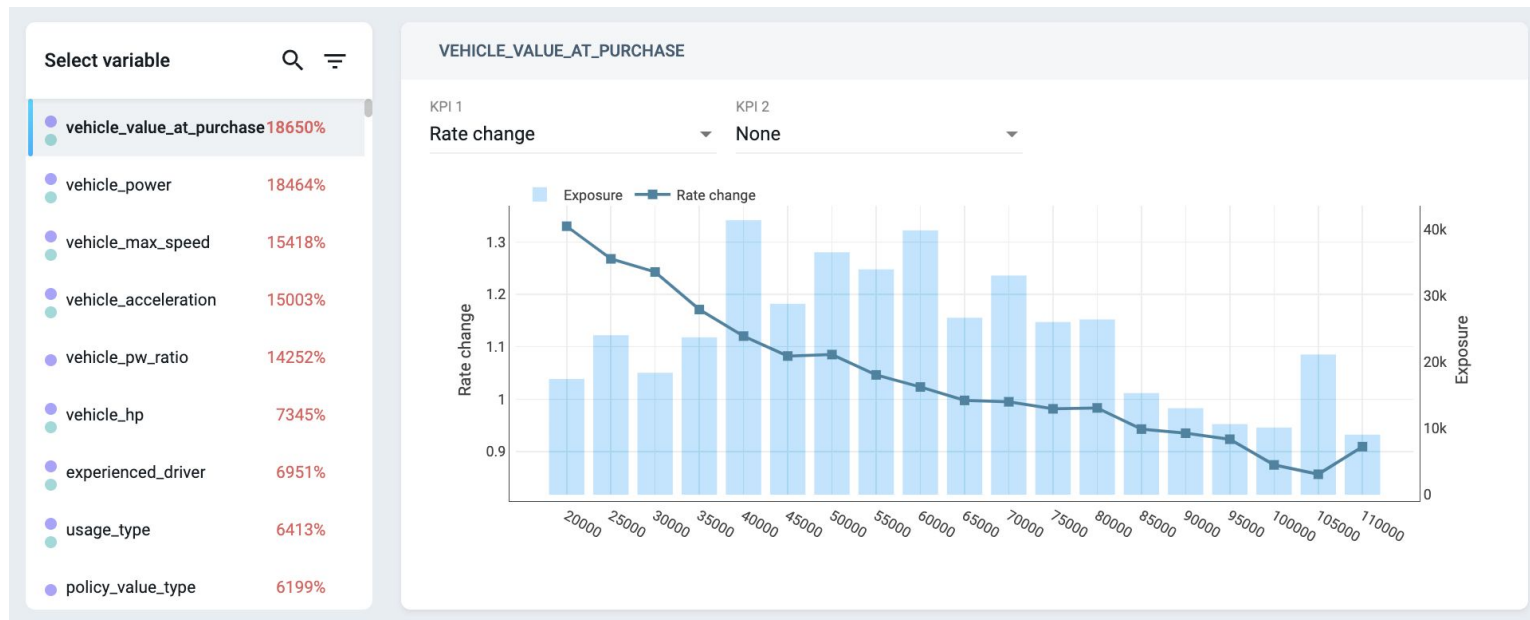 Select variable
vehicle_value_at_purchase 18650%
vehicle_power 18464%
vehicle_max_speed 15418%
vehicle_acceleration 15003%
vehicle_pw_ratio 14252%
vehicle_hp 7345%
experienced_driver 6951%
usage_type 6413%
policy_value_type 6199%
VEHICLE_VALUE_AT_PURCHASE
KPI 1 KPI 2
Rate change None
Exposure Rate change
1.3
1.2
1.1
1
0.9
Rate change
40k
30k
20k
10k
0
Exposure
20000 25000 30000 35000 40000 45000 50000 55000 60000 65000 70000 75000 80000 85000 90000 95000 100000 105000 110000